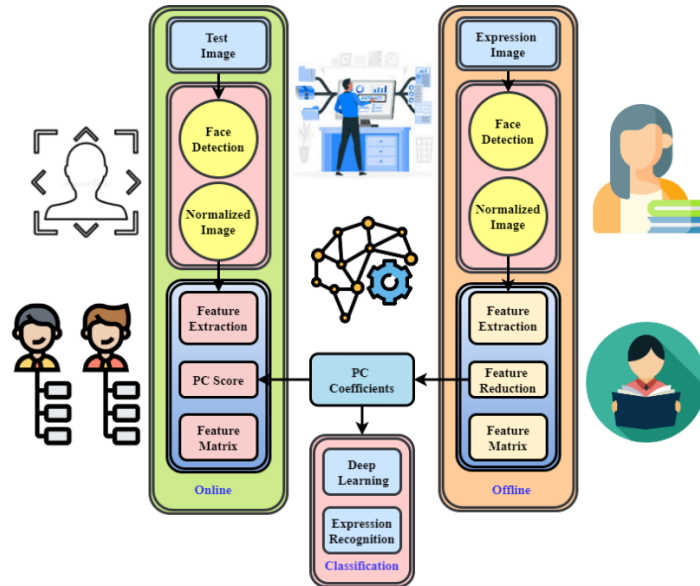 Test
Image
Face
Detection
Normalized
Image
Feature
Extraction
PC Score
Feature
Matrix
Online
PC
Coefficients
Deep
Learning
Expression
Recognition
Classification
Expression
Image
Face
Detection
Normalized
Image
Feature
Extraction
Feature
Reduction
Feature
Matrix
Offline